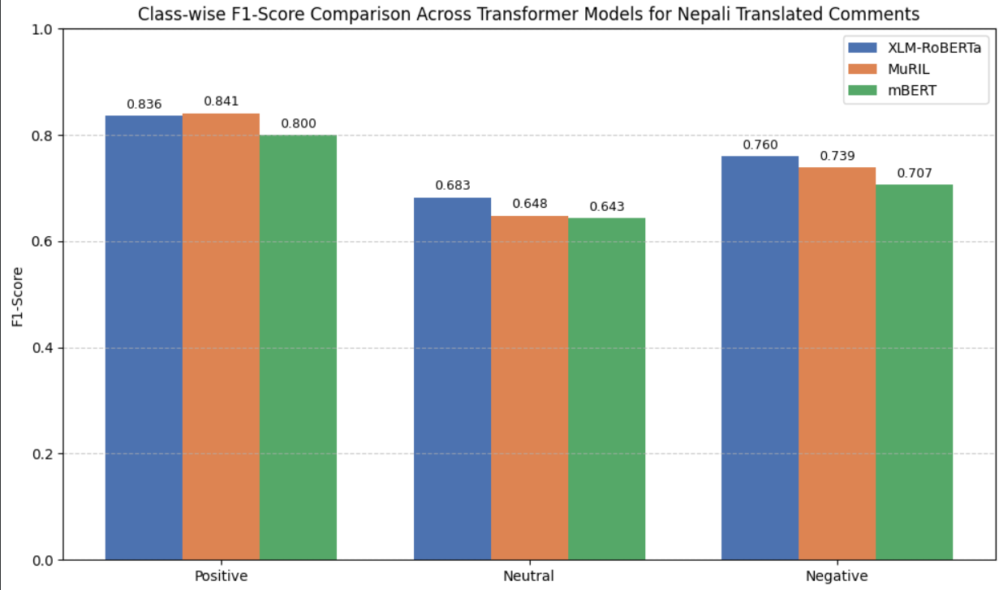 Class-wise F1-Score Comparison Across Transformer Models for Nepali Translated Comments
XLM-RoBERTa
MuRIL
mBERT
F1-Score
1.0
0.8
0.6
0.4
0.2
0.0
0.836
0.841
0.800
0.683
0.648
0.643
0.760
0.739
0.707
Positive
Neutral
Negative